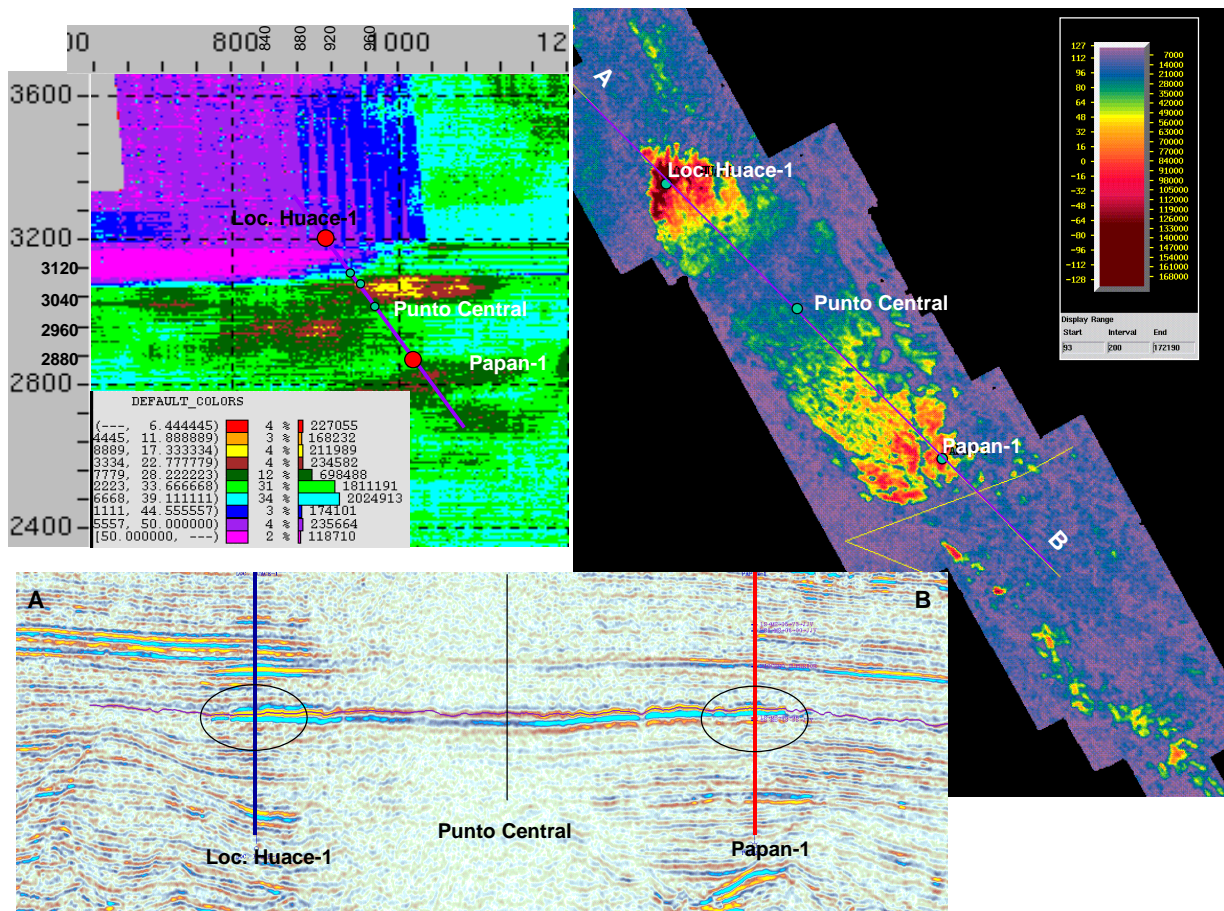 800
840
880
920
960
1000
12
3600
3200
3120
3040
2960
2880
2800
2400
Loc. Huace-1
Punto Central
Papan-1
DEFAULT_COLORS
(---, 6.444445) 4 % 227055
4445, 11.888889) 3 % 168232
8889, 17.333334) 4 % 211989
3334, 22.777779) 4 % 234582
7779, 28.222223) 12 % 698488
2223, 33.666668) 31 % 1811191
6668, 39.111111) 34 % 2024913
1111, 44.555557) 3 % 174101
5557, 50.000000) 4 % 235664
[50.000000, ---) 2 % 118710
A
Loc. Huace-1
Punto Central
Papan-1
B
127 7000
112 14000
96 21000
80 28000
64 35000
48 42000
32 49000
16 56000
0 63000
-16 70000
-32 77000
-48 84000
-64 91000
-80 98000
-96 105000
-112 112000
-128 119000
126000
133000
140000
147000
154000
161000
168000
Display Range
Start Interval End
93 200 172190
A
B
Punto Central
Loc. Huace-1
Papan-1